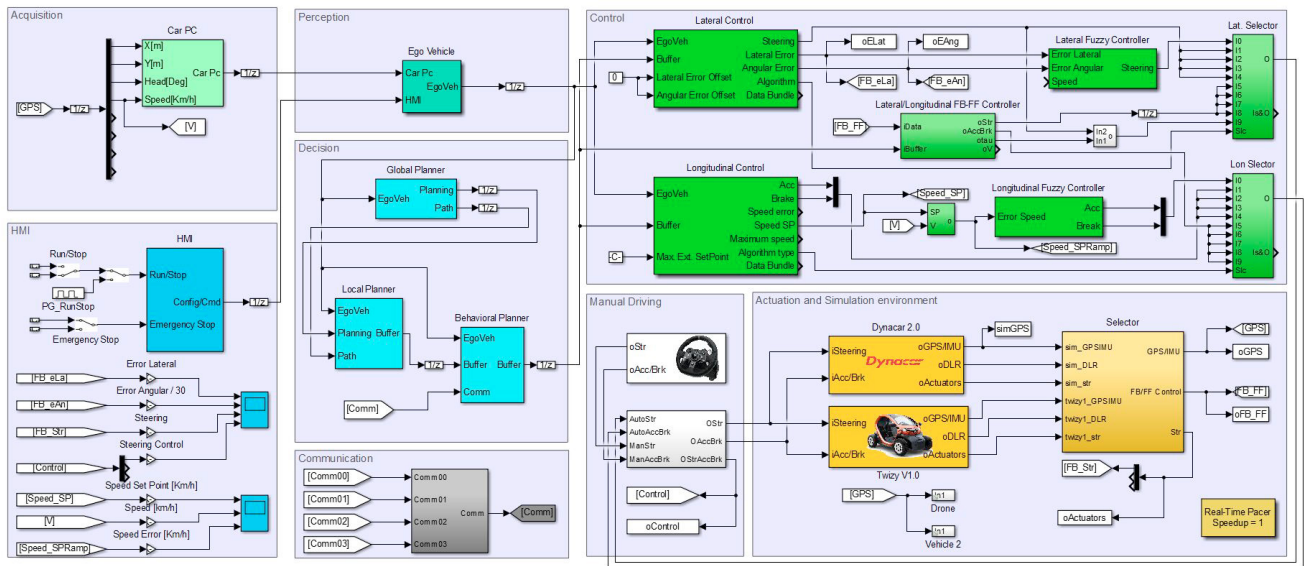 Acquisition
Car PC
X[m]
Y[m]
Head[Deg]
Speed[Km/h]
Car Pc
1/z
[GPS]
1/z
[V]
Perception
Ego Vehicle
Car Pc
HMI
EgoVeh
1/z
Decision
Global Planner
EgoVeh
Planning
Path
1/z
1/z
Local Planner
EgoVeh
Planning
Buffer
Path
1/z
Behavioral Planner
EgoVeh
Buffer
Buffer
Comm
1/z
[Comm]
HMI
HMI
Run/Stop
Run/Stop
PG_RunStop
Config/Cmd
1/z
Emergency Stop
Emergency Stop
Error Lateral
[FB_eLa]
Error Angular / 30
[FB_eAn]
Steering
[FB_Str]
Steering Control
[Control]
Speed Set Point [Km/h]
[Speed_SP]
Speed [km/h]
[V]
Speed Error [Km/h]
[Speed_SPRamp]
Communication
[Comm00]
[Comm01]
[Comm02]
[Comm03]
Comm00
Comm01
Comm02
Comm03
Comm
[Comm]
Control
Lateral Control
EgoVeh
Buffer
Lateral Error Offset
Angular Error Offset
0
Steering
Lateral Error
Angular Error
Algorithm
Data Bundle
oELat
oEAng
[FB_eLa]
[FB_eAn]
Lateral Fuzzy Controller
Error Lateral
Error Angular
Speed
Steering
Lateral/Longitudinal FB-FF Controller
[FB_FF]
iData
iBuffer
oStr
oAccBrk
otau
oV
1/z
In2
In1
o
Lat. Selector
I0
I1
I2
I3
I4
I5
I6
I7
I8
I9
Slc
O
Is&O
Longitudinal Control
EgoVeh
Buffer
Max. Ext. SetPoint
-C-
Acc
Brake
Speed error
Speed SP
Maximum speed
Algorithm type
Data Bundle
[Speed_SP]
[V]
SP
V
o
Longitudinal Fuzzy Controller
Error Speed
Acc
Break
[Speed_SPRamp]
Lon Slector
I0
I1
I2
I3
I4
I5
I6
I7
I8
I9
Slc
O
Is&O
Manual Driving
oStr
oAcc/Brk
AutoStr
AutoAccBrk
ManStr
ManAccBrk
OStr
OAccBrk
OStrAccBrk
[Control]
oControl
Actuation and Simulation environment
Dynacar 2.0
iSteering
iAcc/Brk
Dynacar
oGPS/IMU
oDLR
oActuators
simGPS
iSteering
iAcc/Brk
oGPS/IMU
oDLR
oActuators
Twizy V1.0
[GPS]
In1
Drone
In1
Vehicle 2
Selector
sim_GPSIMU
sim_DLR
sim_str
twizy1_GPSIMU
twizy1_DLR
twizy1_str
GPS/IMU
FB/FF Control
Str
[GPS]
oGPS
[FB_FF]
oFB_FF
[FB_Str]
oActuators
Real-Time Pacer
Speedup = 1